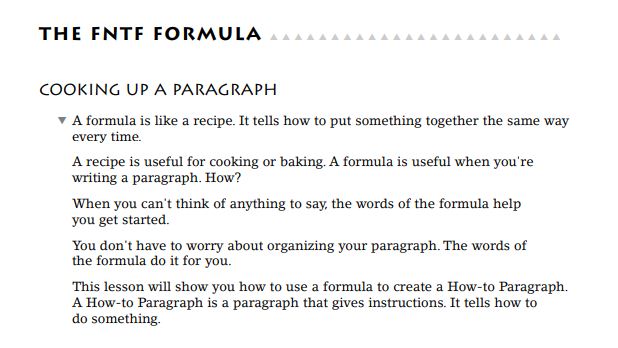 THE FNTF FORMULA
COOKING UP A PARAGRAPH
A formula is like a recipe. It tells how to put something together the same way
every time.
A recipe is useful for cooking or baking. A formula is useful when you're
writing a paragraph. How?
When you can't think of anything to say, the words of the formula help
you get started.
You don't have to worry about organizing your paragraph. The words of
the formula do it for you.
This lesson will show you how to use a formula to create a How-to Paragraph.
A How-to Paragraph is a paragraph that gives instructions. It tells how to
do something.